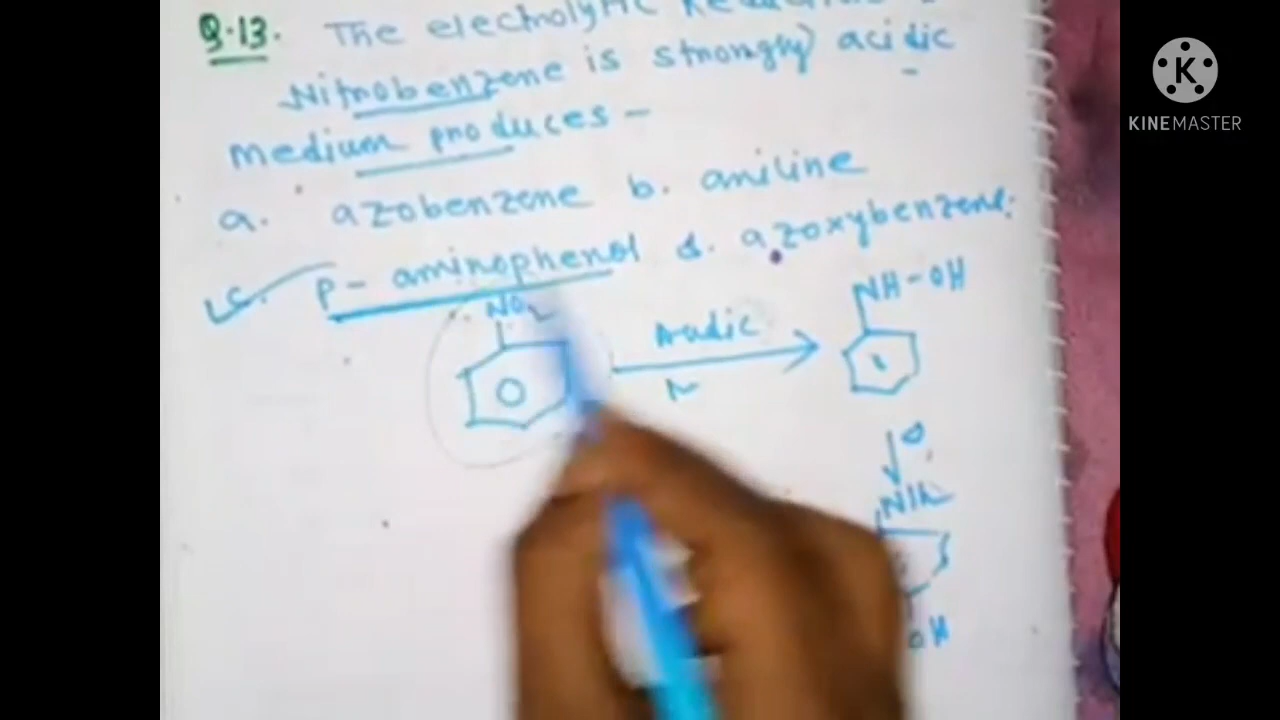 Q.13. The electrolytic
Nitrobenzene is strongly acidic
medium produces -
a. azobenzene b. aniline
c. p- aminophenol d. azoxybenzene.
NO2
Acidic
NH-OH
OH
K
KINEMASTER